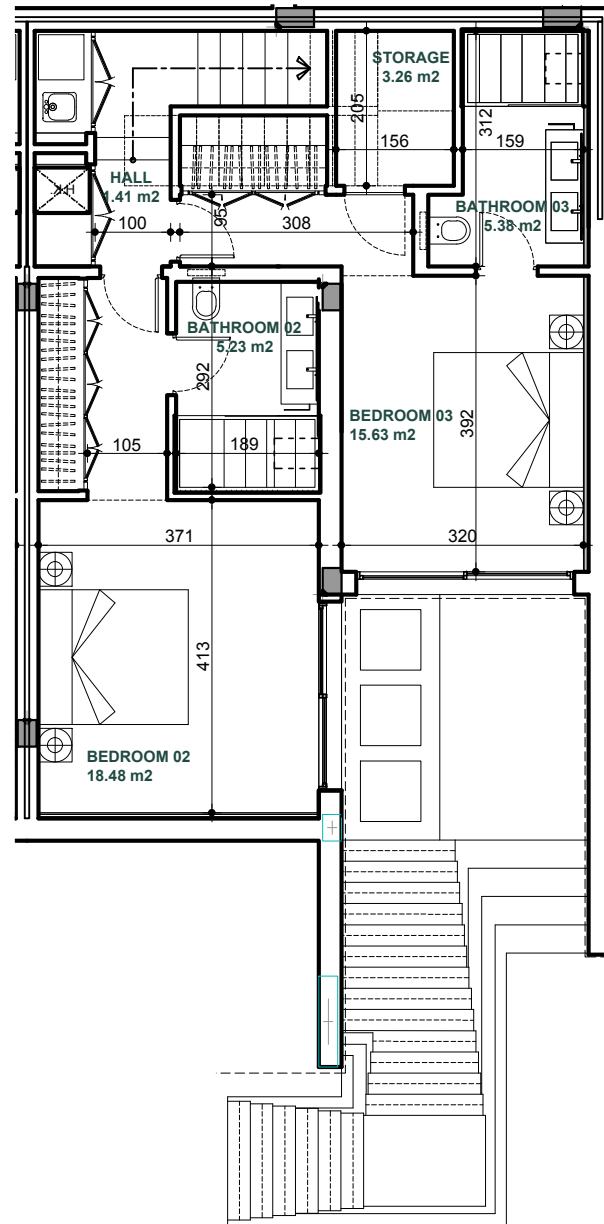 STORAGE
3.26 m2
205
156
312
159
HALL
.41 m2
100
95
308
BATHROOM 03
5.38 m2
BATHROOM 02
5.23 m2
292
105
189
BEDROOM 03
15.63 m2
392
371
320
413
BEDROOM 02
18.48 m2